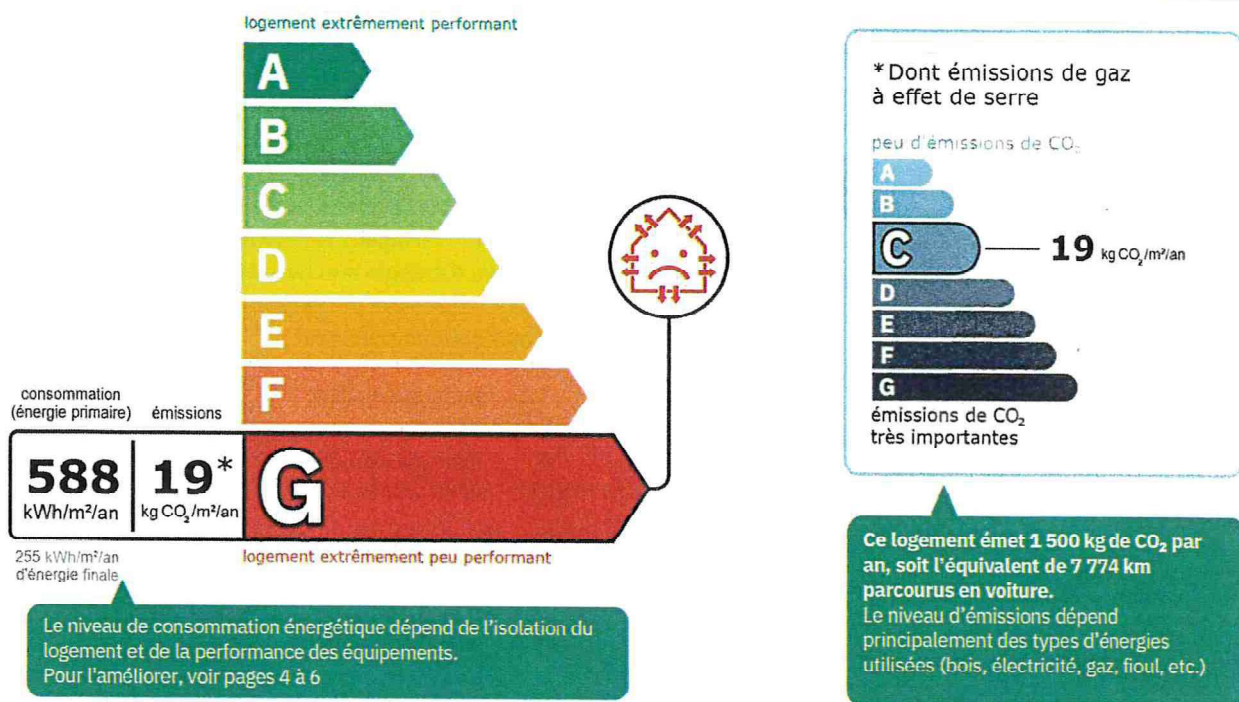 logement extrêmement performant
A
B
C
D
E
F
consommation
(énergie primaire)
émissions
588
kWh/m²/an
19*
kg CO₂/m²/an
G
255 kWh/m²/an
d'énergie finale
logement extrêmement peu performant
Le niveau de consommation énergétique dépend de l'isolation du
logement et de la performance des équipements.
Pour l'améliorer, voir pages 4 à 6
*Dont émissions de gaz
à effet de serre
peu d'émissions de CO₂
A
B
C
19 kg CO₂/m²/an
D
E
F
G
émissions de CO₂
très importantes
Ce logement émet 1 500 kg de CO₂ par
an, soit l'équivalent de 7 774 km
parcourus en voiture.
Le niveau d'émissions dépend
principalement des types d'énergies
utilisées (bois, électricité, gaz, fioul, etc.)